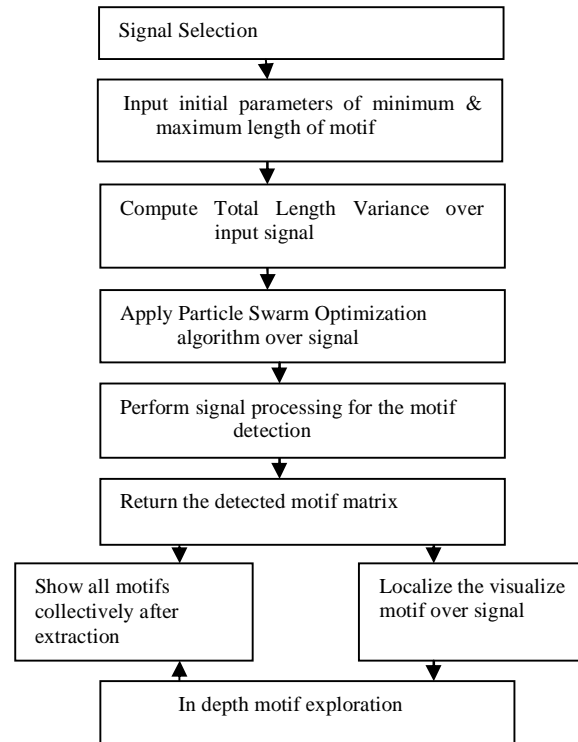 Signal Selection
Input initial parameters of minimum &
maximum length of motif
Compute Total Length Variance over
input signal
Apply Particle Swarm Optimization
algorithm over signal
Perform signal processing for the motif
detection
Return the detected motif matrix
Show all motifs
collectively after
extraction
Localize the visualize
motif over signal
In depth motif exploration